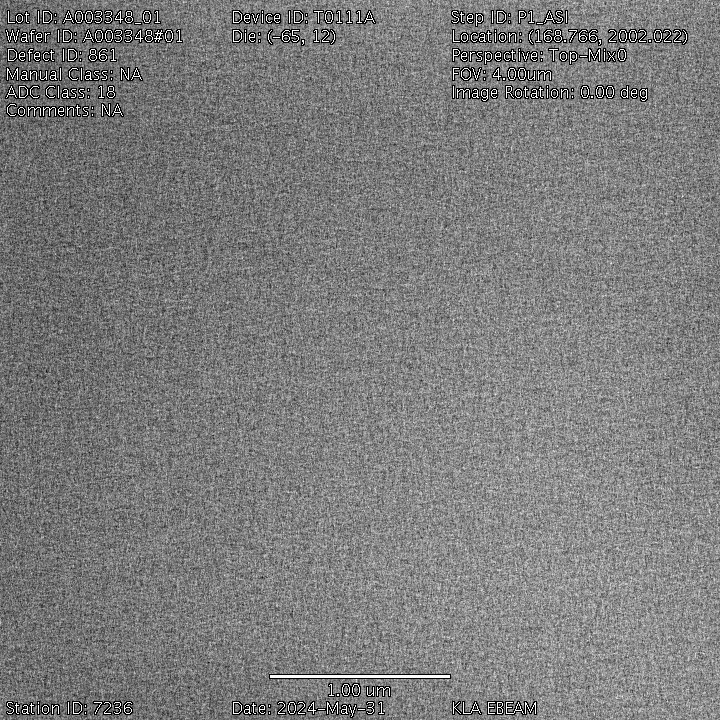 Lot ID: A003348_01 Device ID: T0111A Step ID: P1_ASI
Wafer ID: A003348#01 Die: (-65, 12) Location: (168.766, 2002.022)
Defect ID: 861 Perspective: Top-Mix0
Manual Class: NA FOV: 4.00um
ADC Class: 18 Image Rotation: 0.00 deg
Comments: NA
1.00 um
Station ID: 7236 Date: 2024-May-31 KLA EBEAM